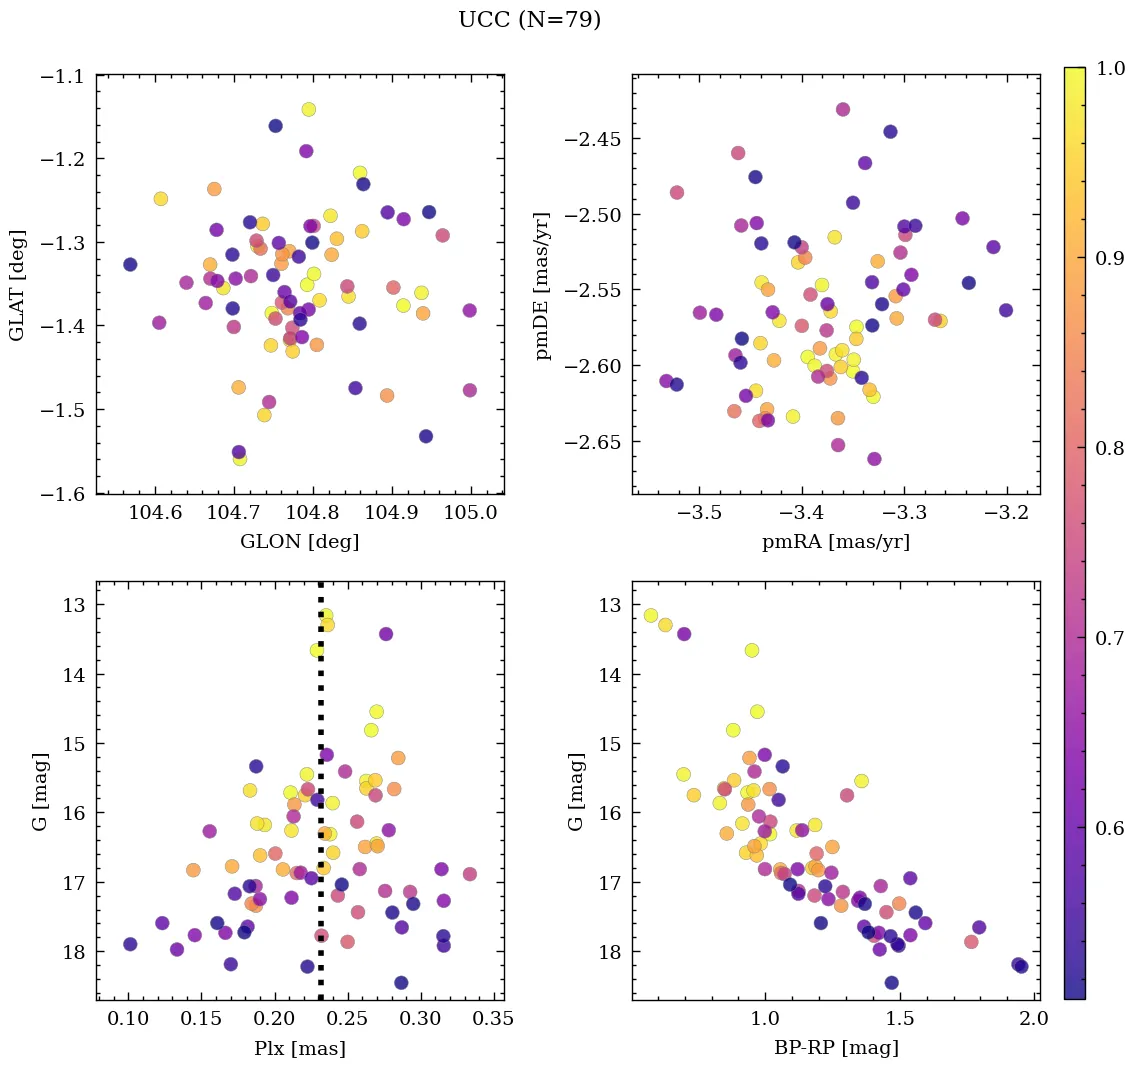 UCC (N=79)
−1.1
−1.2
−1.3
−1.4
−1.5
−1.6
GLAT [deg]
104.6 104.7 104.8 104.9 105.0
GLON [deg]
−2.45
−2.50
−2.55
−2.60
−2.65
pmDE [mas/yr]
−3.5 −3.4 −3.3 −3.2
pmRA [mas/yr]
13
14
15
16
17
18
G [mag]
0.10 0.15 0.20 0.25 0.30 0.35
Plx [mas]
13
14
15
16
17
18
G [mag]
1.0 1.5 2.0
BP-RP [mag]
1.0
0.9
0.8
0.7
0.6